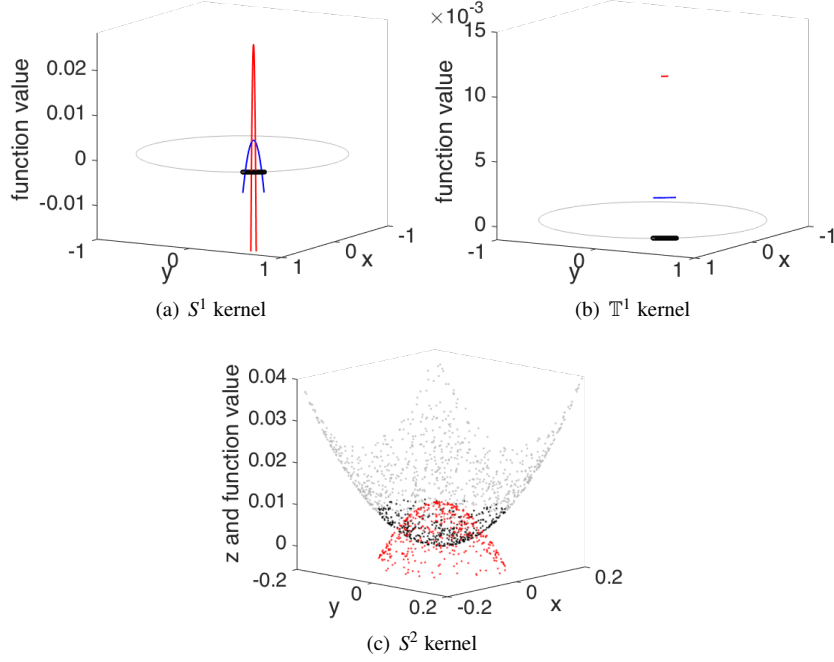 ×10-3
15
0.02
0.01
0
-0.01
function value
-1
0
y
1
1
0
x
-1
10
5
0
function value
-1
0
y
1
1
0
x
-1
(a) S1 kernel
(b) 𝕋1 kernel
0.04
0.03
0.02
0.01
0
z and function value
-0.2
0
y
0.2
-0.2
0
x
0.2
(c) S2 kernel